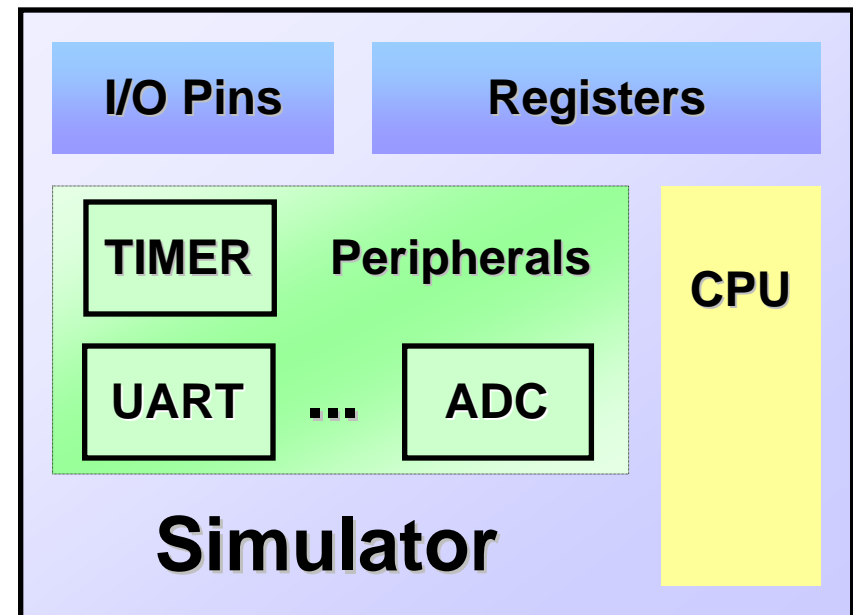 I/O Pins
Registers
TIMER
Peripherals
CPU
UART
...
ADC
Simulator